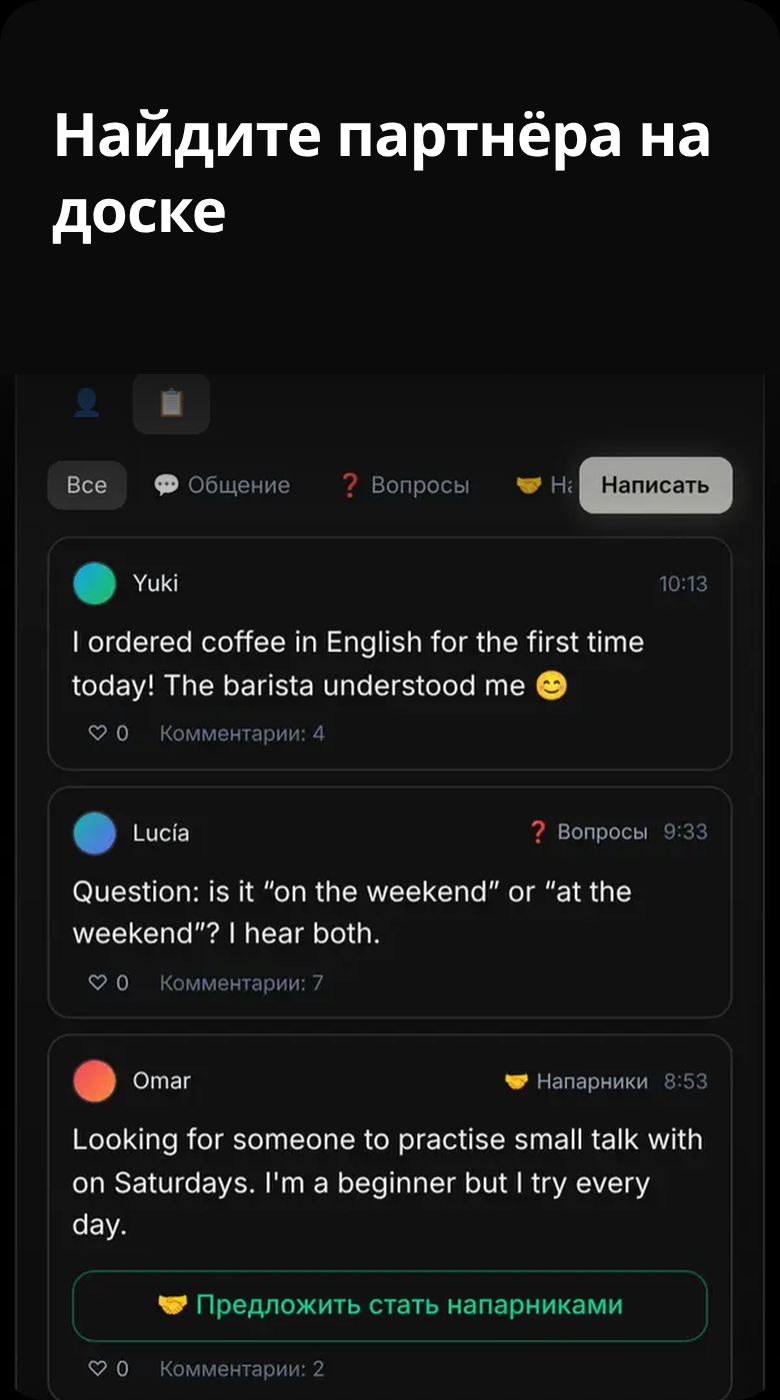 Найдите партнёра на
доске
Все 💬 Общение ❓ Вопросы 🤝 Написать
Yuki 10:13
I ordered coffee in English for the first time
today! The barista understood me 😊
♡ 0 Комментарии: 4
Lucía ❓ Вопросы 9:33
Question: is it “on the weekend” or “at the
weekend”? I hear both.
♡ 0 Комментарии: 7
Omar 🤝 Напарники 8:53
Looking for someone to practise small talk with
on Saturdays. I'm a beginner but I try every
day.
🤝 Предложить стать напарниками
♡ 0 Комментарии: 2